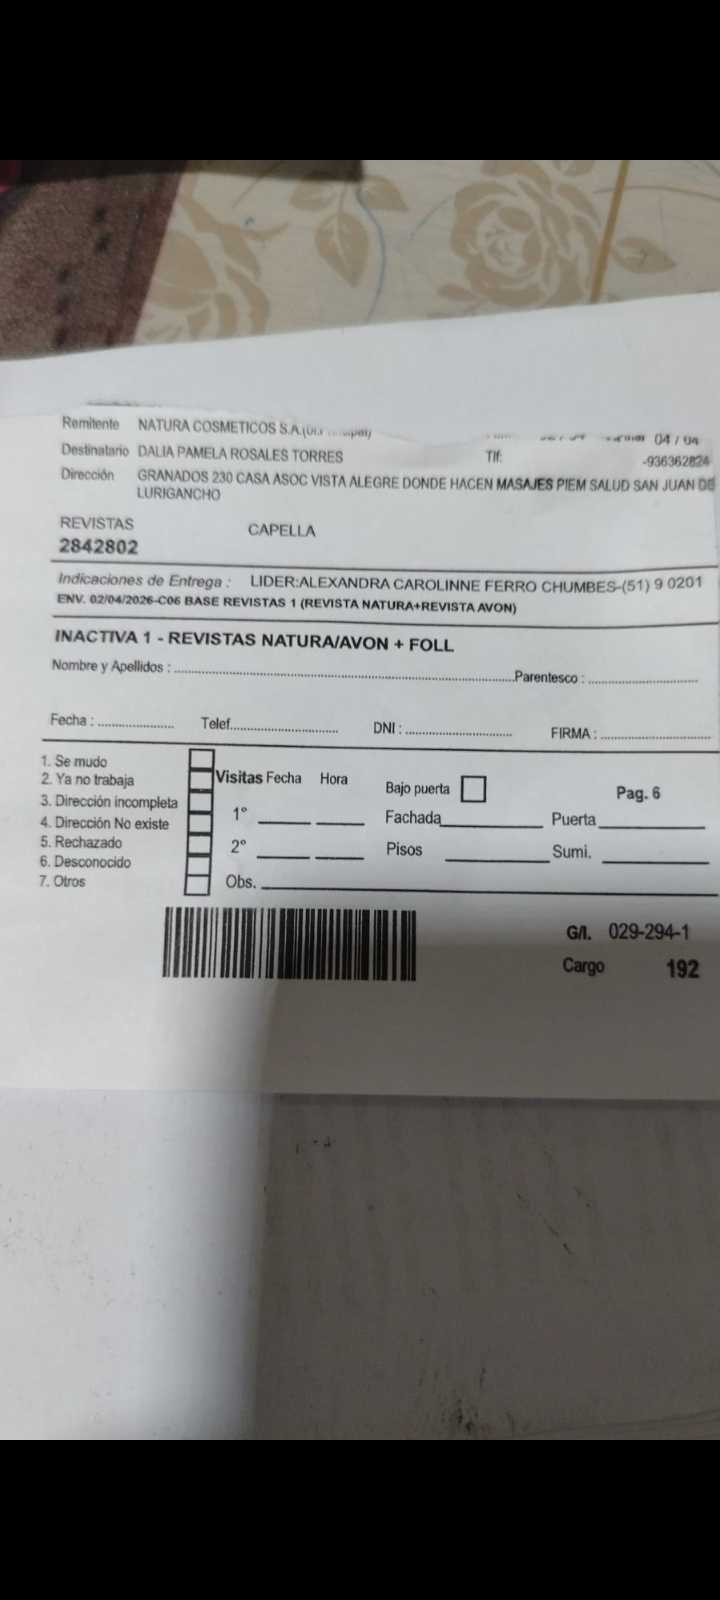 Remitente NATURA COSMETICOS S.A.
04 / 04
Destinatario DALIA PAMELA ROSALES TORRES Tlf: -936362824
Dirección GRANADOS 230 CASA ASOC VISTA ALEGRE DONDE HACEN MASAJES PIEM SALUD SAN JUAN DE
LURIGANCHO
REVISTAS CAPELLA
2842802
Indicaciones de Entrega : LIDER:ALEXANDRA CAROLINNE FERRO CHUMBES-(51) 9 0201
ENV. 02/04/2026-C06 BASE REVISTAS 1 (REVISTA NATURA+REVISTA AVON)
INACTIVA 1 - REVISTAS NATURA/AVON + FOLL
Nombre y Apellidos : Parentesco :
Fecha : Telef. DNI : FIRMA :
1. Se mudo
2. Ya no trabaja Visitas Fecha Hora Bajo puerta Pag. 6
3. Dirección incompleta 1° Fachada Puerta
4. Dirección No existe
5. Rechazado 2° Pisos Sumi.
6. Desconocido
7. Otros Obs.
G/I. 029-294-1
Cargo 192